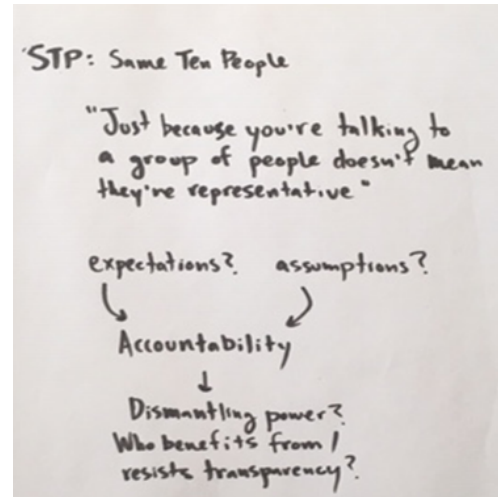 STP: Same Ten People
"Just because you're talking to
a group of people doesn't mean
they're representative"
expectations? assumptions?
Accountability
Dismantling power?
Who benefits from /
resists transparency?